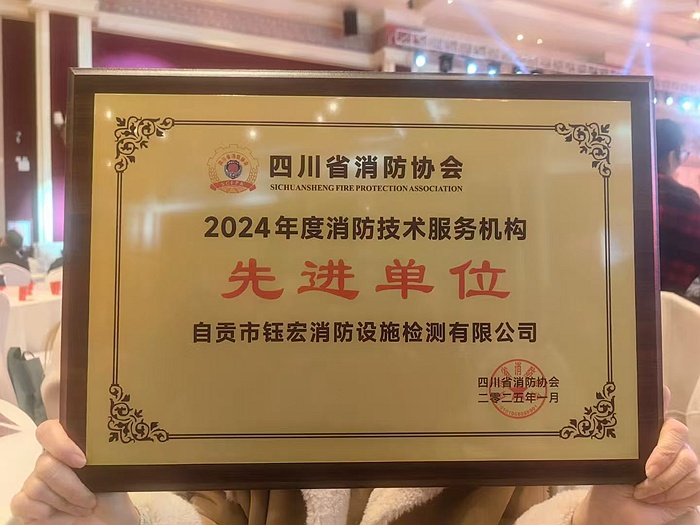 四川省消防协会
SICHUANSHENG FIRE PROTECTION ASSOCIATION
2024年度消防技术服务机构
先进单位
自贡市钰宏消防设施检测有限公司
四川省消防协会
二零二五年一月